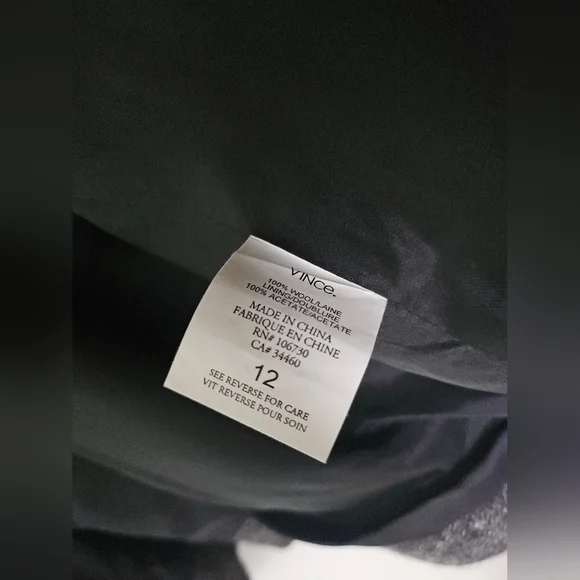 VINCe.
100% WOOL/LAINE
LINING/DOUBLURE
100% ACETATE/ACETATE
MADE IN CHINA
FABRIQUE EN CHINE
RN# 106730
CA# 34460
12
SEE REVERSE FOR CARE
VIT REVERSE POUR SOIN